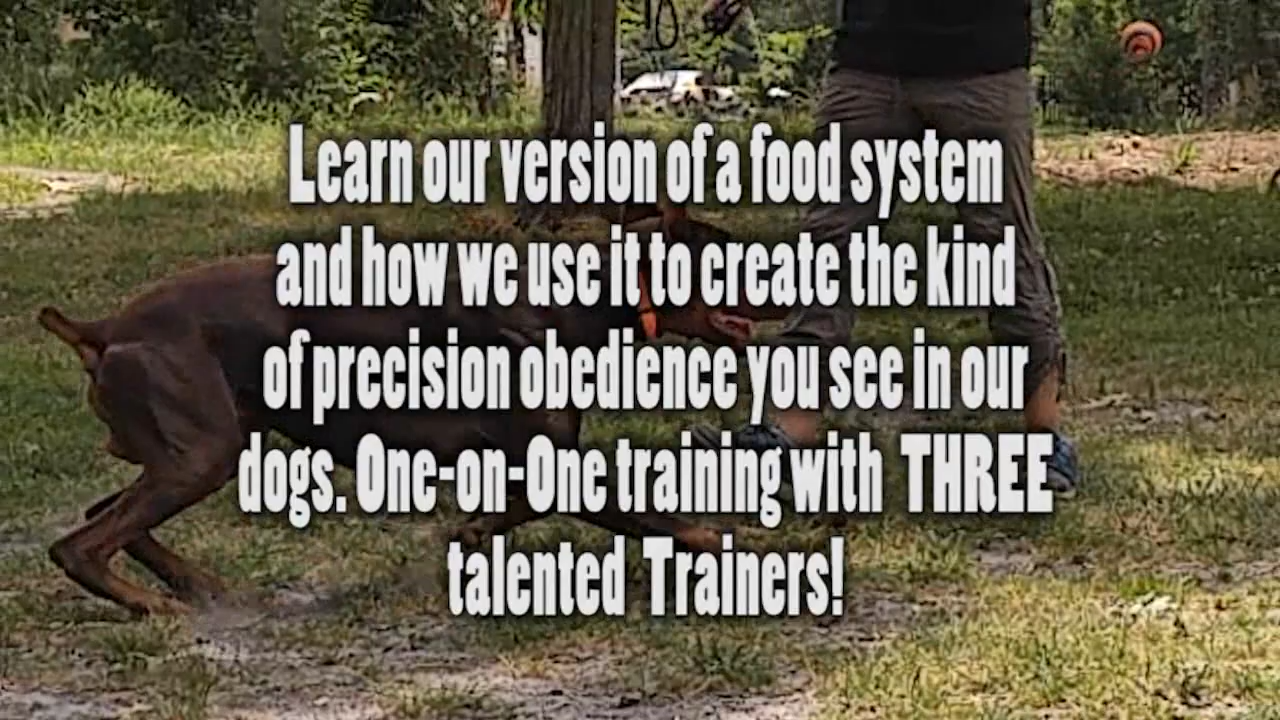 Learn our version of a food system
and how we use it to create the kind
of precision obedience you see in our
dogs. One-on-One training with THREE
talented Trainers!